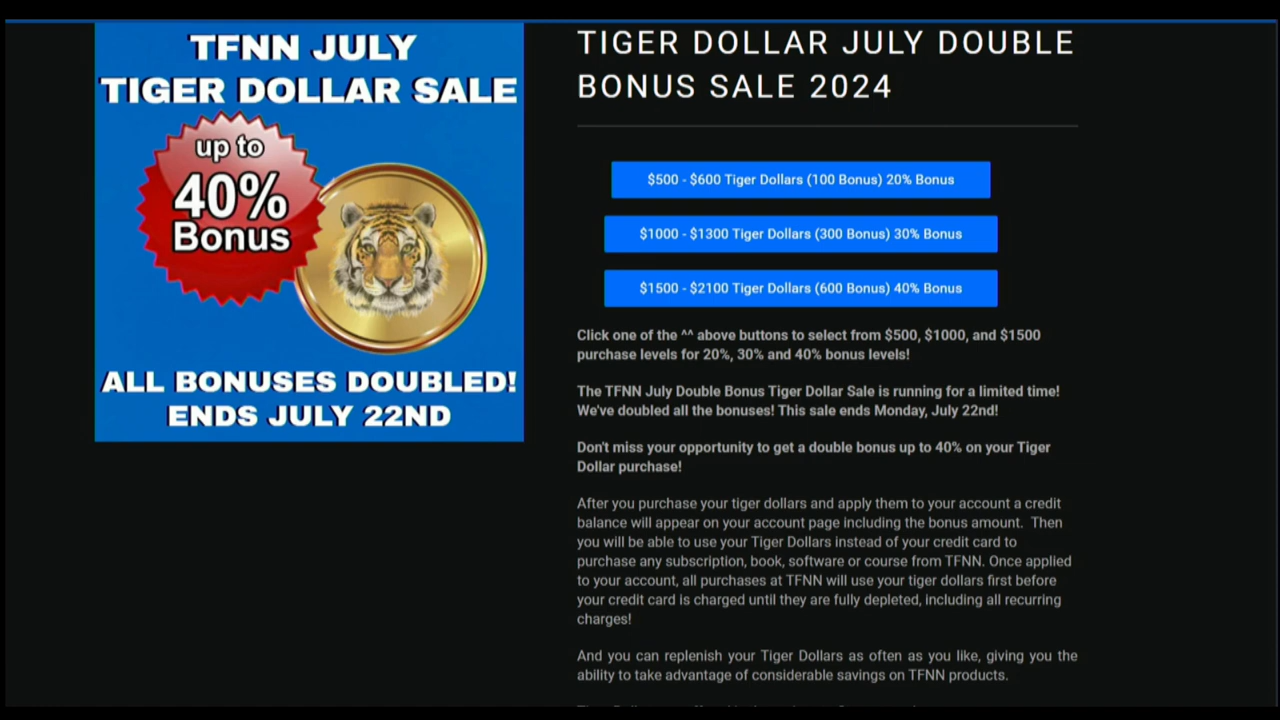 TFNN JULY
TIGER DOLLAR SALE
up to
40%
Bonus
ALL BONUSES DOUBLED!
ENDS JULY 22ND
TIGER DOLLAR JULY DOUBLE
BONUS SALE 2024
$500 - $600 Tiger Dollars (100 Bonus) 20% Bonus
$1000 - $1300 Tiger Dollars (300 Bonus) 30% Bonus
$1500 - $2100 Tiger Dollars (600 Bonus) 40% Bonus
Click one of the ^^ above buttons to select from $500, $1000, and $1500
purchase levels for 20%, 30% and 40% bonus levels!
The TFNN July Double Bonus Tiger Dollar Sale is running for a limited time!
We've doubled all the bonuses! This sale ends Monday, July 22nd!
Don't miss your opportunity to get a double bonus up to 40% on your Tiger
Dollar purchase!
After you purchase your tiger dollars and apply them to your account a credit
balance will appear on your account page including the bonus amount. Then
you will be able to use your Tiger Dollars instead of your credit card to
purchase any subscription, book, software or course from TFNN. Once applied
to your account, all purchases at TFNN will use your tiger dollars first before
your credit card is charged until they are fully depleted, including all recurring
charges!
And you can replenish your Tiger Dollars as often as you like, giving you the
ability to take advantage of considerable savings on TFNN products.